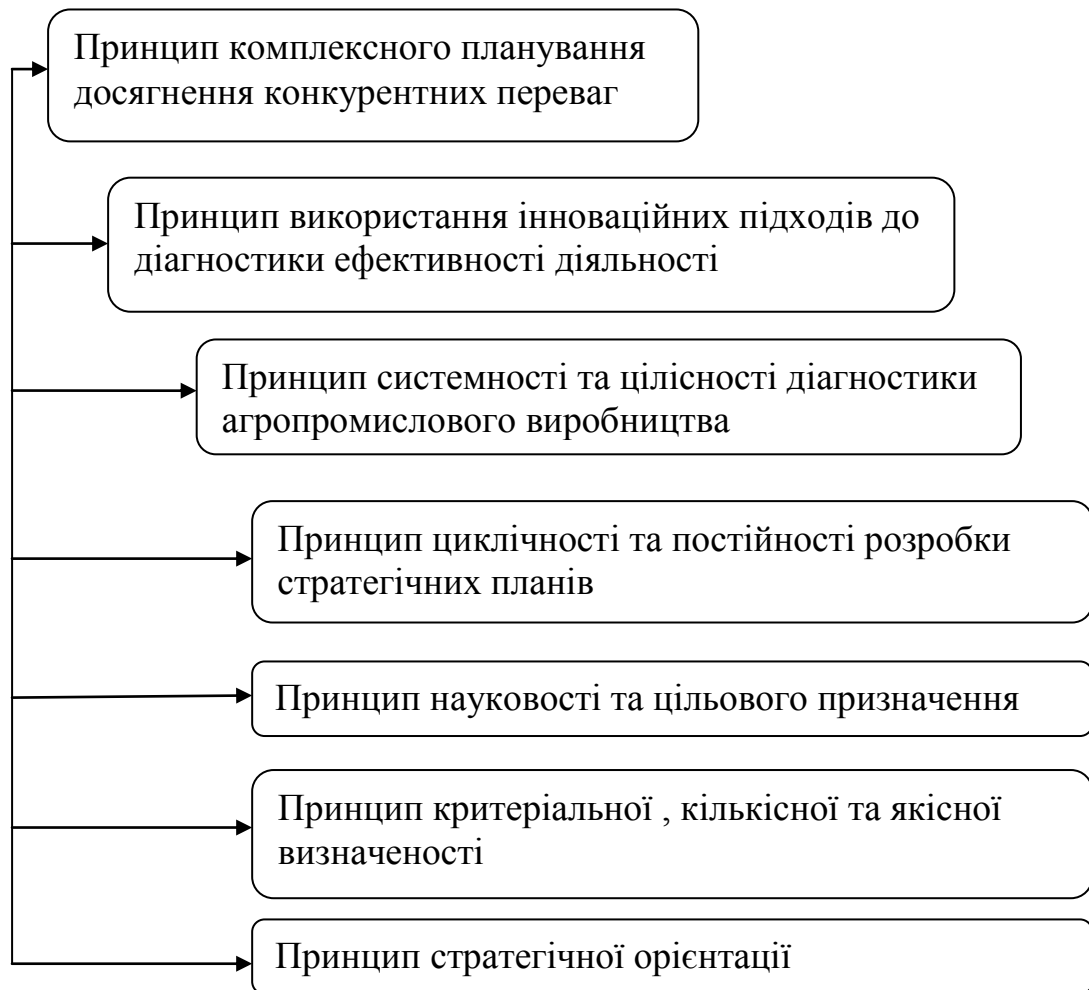 Принцип комплексного планування
досягнення конкурентних переваг
Принцип використання інноваційних підходів до
діагностики ефективності діяльності
Принцип системності та цілісності діагностики
агропромислового виробництва
Принцип циклічності та постійності розробки
стратегічних планів
Принцип науковості та цільового призначення
Принцип критеріальної , кількісної та якісної
визначеності
Принцип стратегічної орієнтації